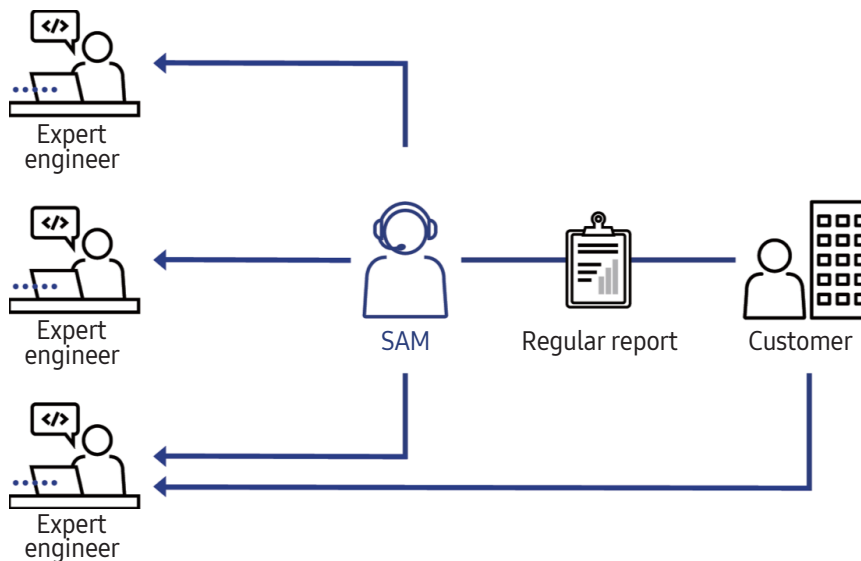 </>
Expert
engineer
</>
Expert
engineer
SAM
Regular report
Customer
</>
Expert
engineer